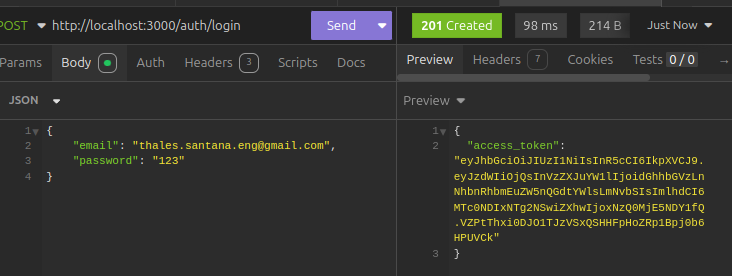 POST http://localhost:3000/auth/login Send 201 Created 98 ms 214 B Just Now
Params Body Auth Headers 3 Scripts Docs Preview Headers 7 Cookies Tests 0 / 0 →
JSON
Preview
1 {
2 "email": "thales.santana.eng@gmail.com",
3 "password": "123"
4 }
1 {
2 "access_token":
"eyJhbGciOiJIUzI1NiIsInR5cCI6IkpXVCJ9.
eyJzdWIiOjQsInVzZXJuYW1lIjoidGhhbGVzLn
NhbnRhbmEuZW5nQGdtYWlsLmNvbSIsImlhdCI6
MTc0NDIxNTg2NSwiZXhwIjoxNzQ0MjE5NDY1fQ
.VZPtThxi0DJO1TJzVSxQSHHFpHoZRp1Bpj0b6
HPUVCk"
3 }